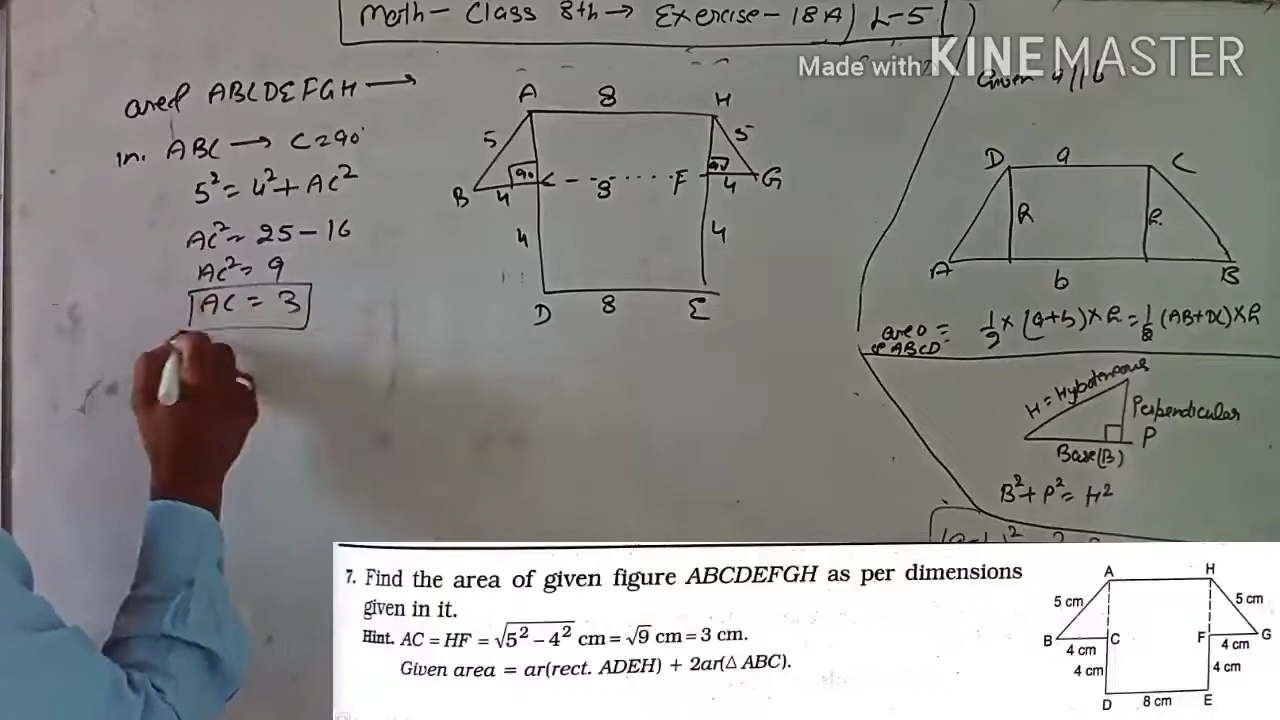 Math - Class 8th → Exercise - 18A) L-5
Made with KINEMASTER
area ABCDEFGH →
in. ABC → C = 90°
5² = 4² + AC²
AC² = 25 - 16
AC² = 9
AC = 3
A 8 H
5 5
B 4 90 C 8 F 90 4 G
4 4
D 8 E
Given a || b
D a C
h h
A b B
area of ABCD = 1/2 × (a+b) × h = 1/2 (AB+DC) × h
H = Hybotenous
Perpendicular
P
Base(B)
B² + P² = H²
7. Find the area of given figure ABCDEFGH as per dimensions
given in it.
Hint. AC = HF = √5² – 4² cm = √9 cm = 3 cm.
Given area = ar(rect. ADEH) + 2ar(Δ ABC).
A H
5 cm 5 cm
B C F G
4 cm 4 cm
4 cm 4 cm
D 8 cm E